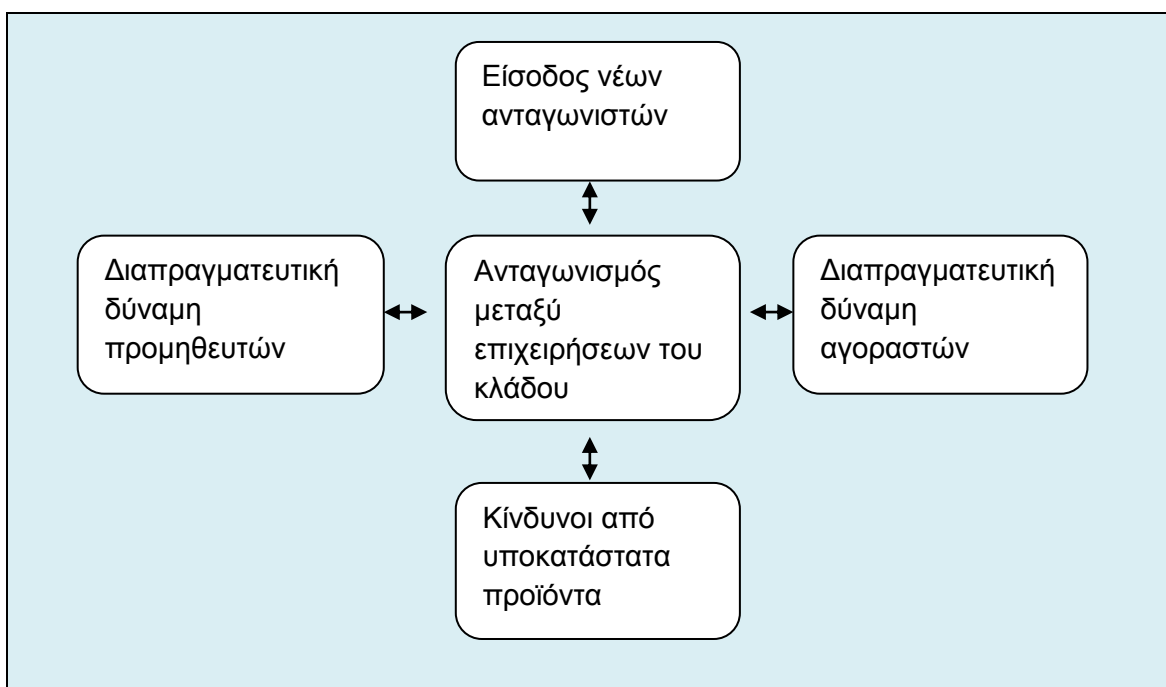 Είσοδος νέων
ανταγωνιστών
Διαπραγματευτική
δύναμη
προμηθευτών
Ανταγωνισμός
μεταξύ
επιχειρήσεων του
κλάδου
Διαπραγματευτική
δύναμη
αγοραστών
Κίνδυνοι από
υποκατάστατα
προϊόντα